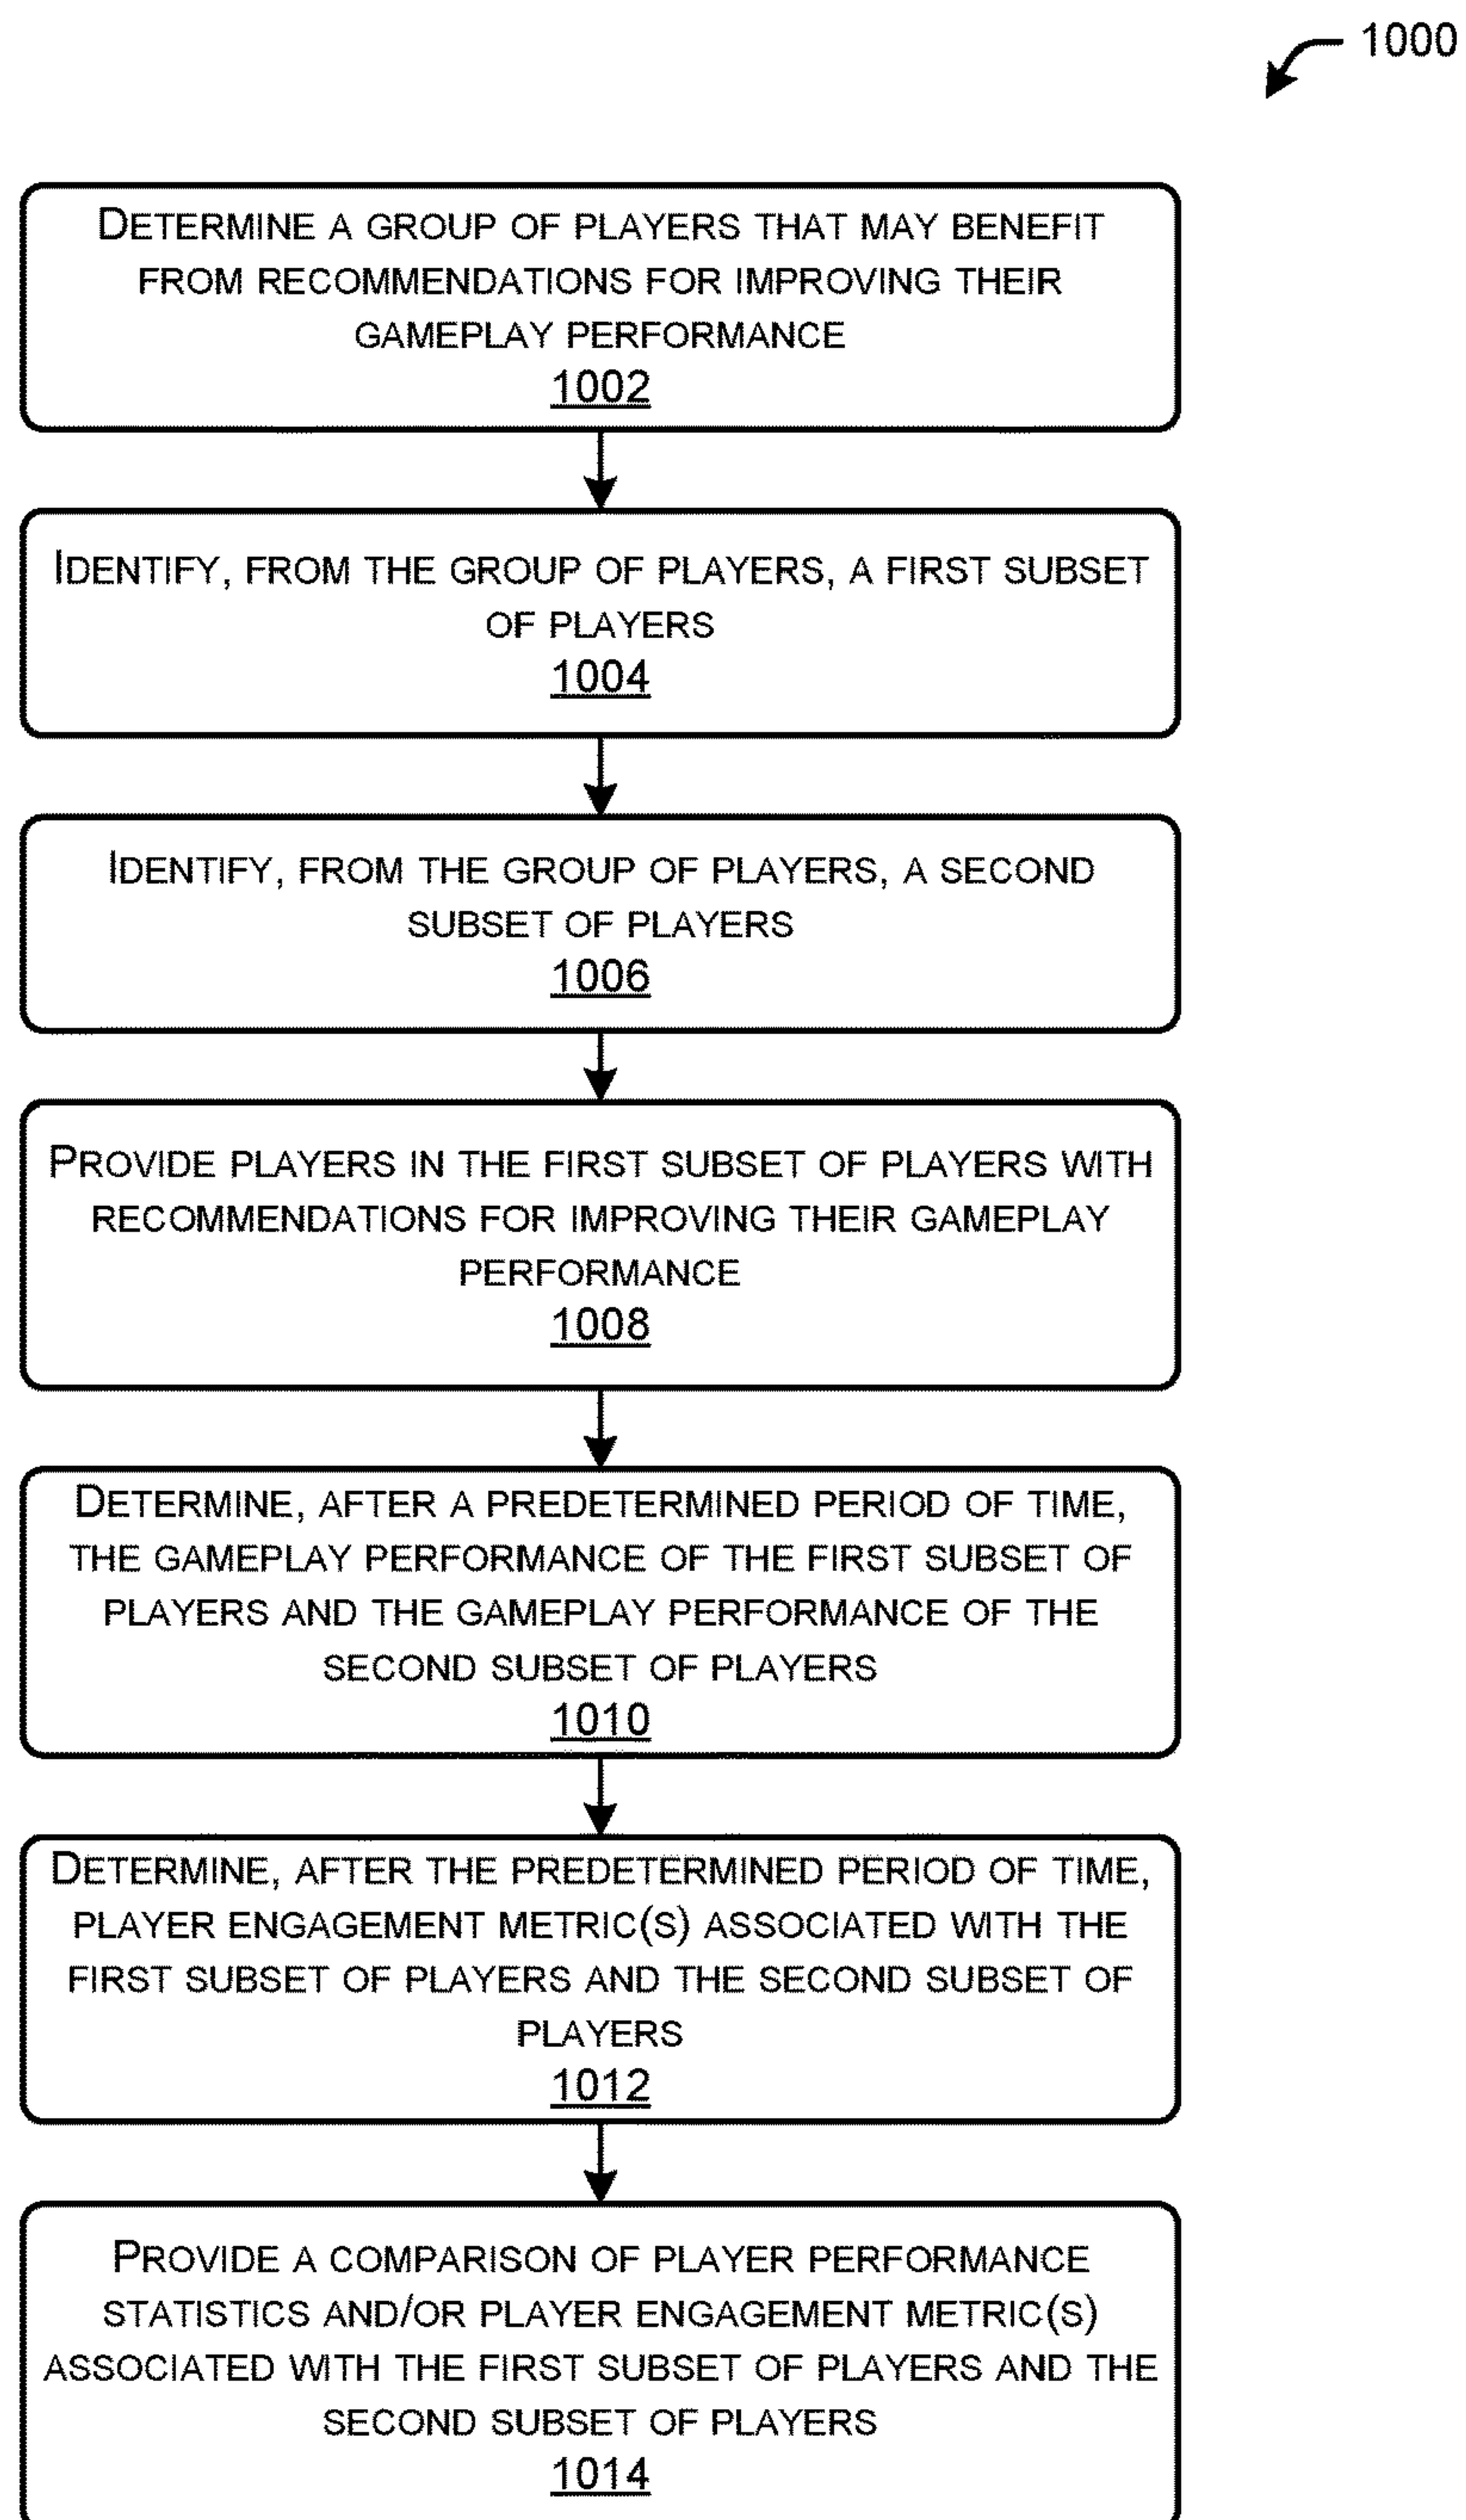 1000
DETERMINE A GROUP OF PLAYERS THAT MAY BENEFIT
FROM RECOMMENDATIONS FOR IMPROVING THEIR
GAMEPLAY PERFORMANCE
1002
IDENTIFY, FROM THE GROUP OF PLAYERS, A FIRST SUBSET
OF PLAYERS
1004
IDENTIFY, FROM THE GROUP OF PLAYERS, A SECOND
SUBSET OF PLAYERS
1006
PROVIDE PLAYERS IN THE FIRST SUBSET OF PLAYERS WITH
RECOMMENDATIONS FOR IMPROVING THEIR GAMEPLAY
PERFORMANCE
1008
DETERMINE, AFTER A PREDETERMINED PERIOD OF TIME,
THE GAMEPLAY PERFORMANCE OF THE FIRST SUBSET OF
PLAYERS AND THE GAMEPLAY PERFORMANCE OF THE
SECOND SUBSET OF PLAYERS
1010
DETERMINE, AFTER THE PREDETERMINED PERIOD OF TIME,
PLAYER ENGAGEMENT METRIC(S) ASSOCIATED WITH THE
FIRST SUBSET OF PLAYERS AND THE SECOND SUBSET OF
PLAYERS
1012
PROVIDE A COMPARISON OF PLAYER PERFORMANCE
STATISTICS AND/OR PLAYER ENGAGEMENT METRIC(S)
ASSOCIATED WITH THE FIRST SUBSET OF PLAYERS AND THE
SECOND SUBSET OF PLAYERS
1014